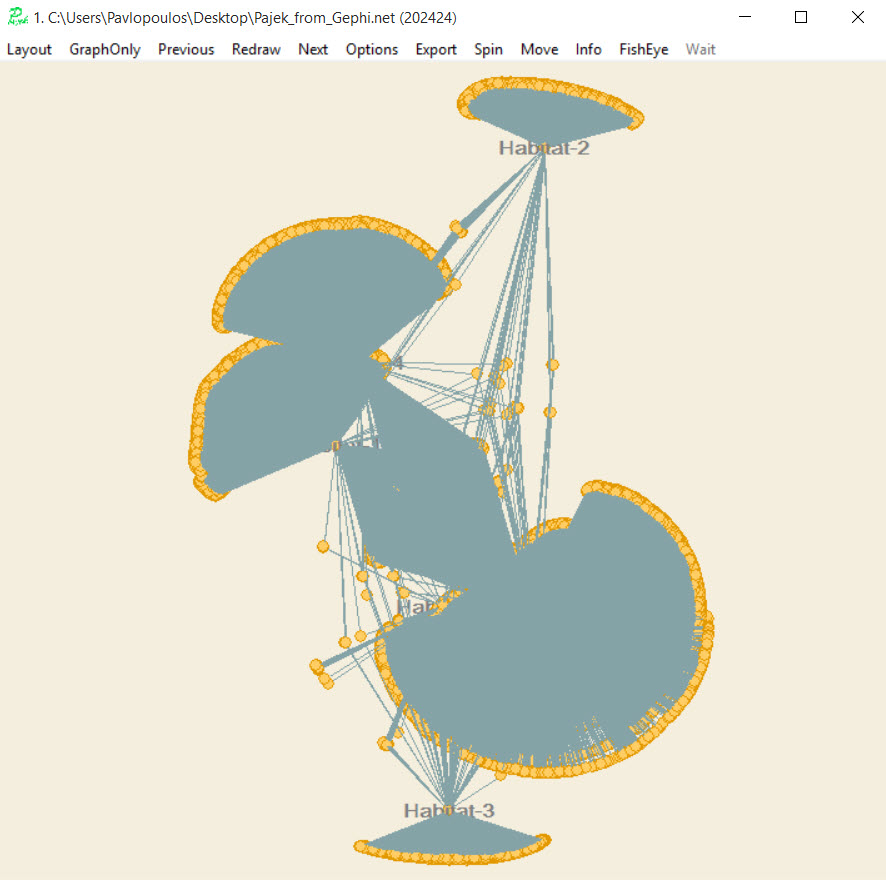 1. C:\Users\Pavlopoulos\Desktop\Pajek_from_Gephi.net (202424)
Layout GraphOnly Previous Redraw Next Options Export Spin Move Info FishEye Wait
Habitat-2
Habitat-3